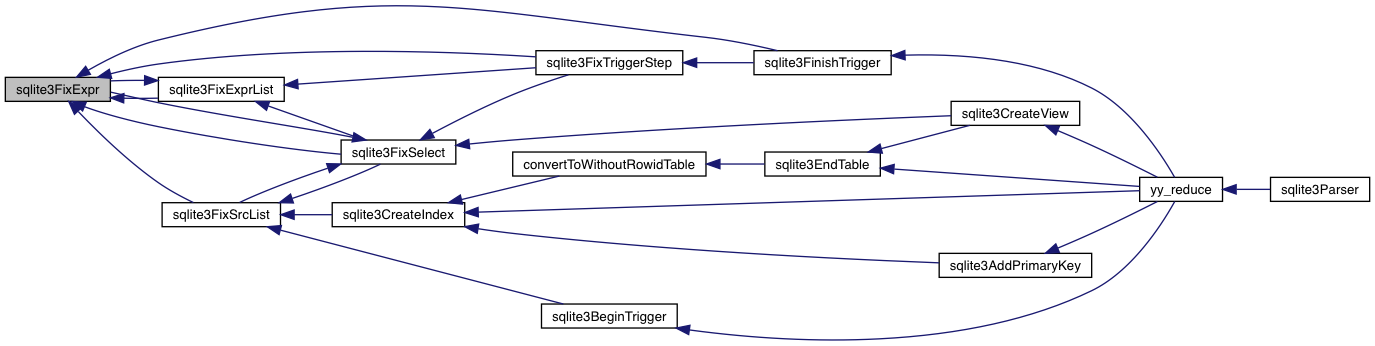 sqlite3FixExpr
sqlite3FixExprList
sqlite3FixTriggerStep
sqlite3FinishTrigger
sqlite3FixSelect
sqlite3CreateView
convertToWithoutRowidTable
sqlite3EndTable
yy_reduce
sqlite3Parser
sqlite3FixSrcList
sqlite3CreateIndex
sqlite3AddPrimaryKey
sqlite3BeginTrigger